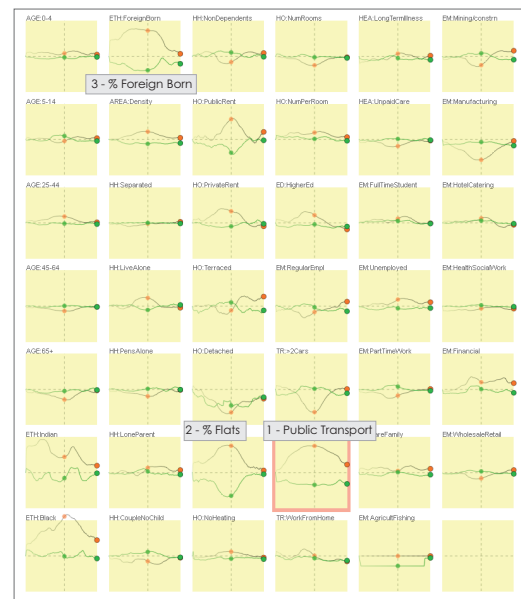 AGE:0-4 ETH:ForeignBorn HH:NonDependents HO:NumRooms HEA:LongTermIllness EM:Mining/constrn
3 - % Foreign Born
AGE:5-14 AREA:Density HO:PublicRent HO:NumPerRoom HEA:UnpaidCare EM:Manufacturing
AGE:25-44 HH:Separated HO:PrivateRent ED:HigherEd EM:FullTimeStudent EM:HotelCatering
AGE:45-64 HH:LiveAlone HO:Terraced EM:RegularEmpl EM:Unemployed EM:HealthSocialWork
AGE:65+ HH:PensAlone HO:Detached TR:>2Cars EM:PartTimeWork EM:Financial
2 - % Flats 1 - Public Transport
ETH:Indian HH:LoneParent areFamily EM:WholesaleRetail
ETH:Black HH:CoupleNoChild HO:NoHeating TR:WorkFromHome EM:AgricultFishing